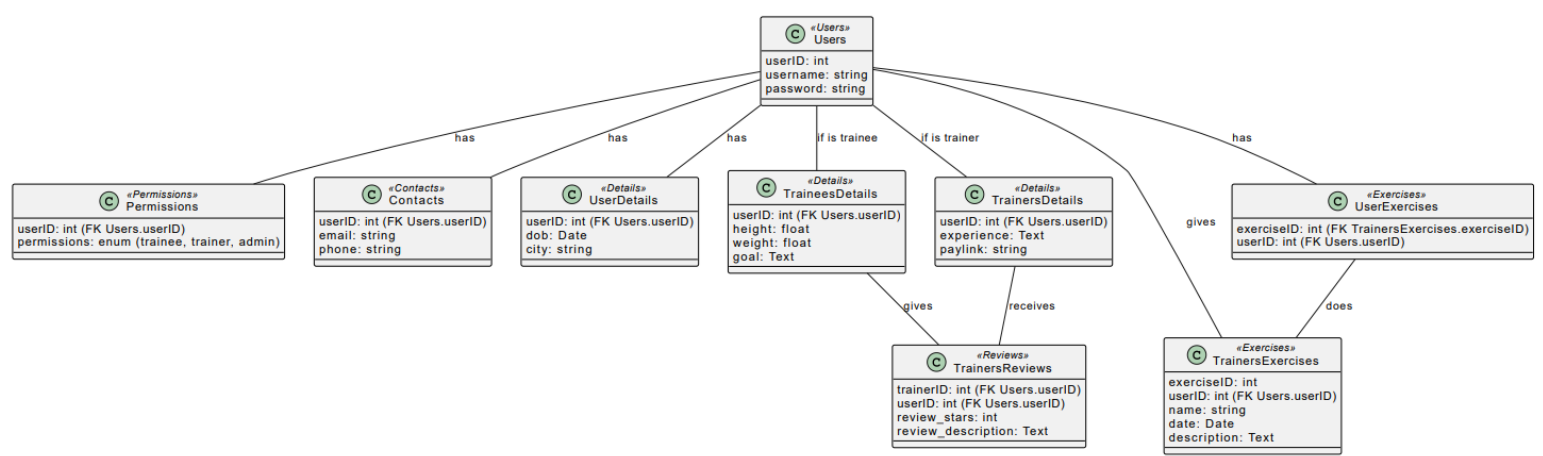 C «Users»
Users
userID: int
username: string
password: string
has
has
has
if is trainee
if is trainer
has
gives
C «Permissions»
Permissions
userID: int (FK Users.userID)
permissions: enum (trainee, trainer, admin)
C «Contacts»
Contacts
userID: int (FK Users.userID)
email: string
phone: string
C «Details»
UserDetails
userID: int (FK Users.userID)
dob: Date
city: string
C «Details»
TraineesDetails
userID: int (FK Users.userID)
height: float
weight: float
goal: Text
C «Details»
TrainersDetails
userID: int (FK Users.userID)
experience: Text
paylink: string
C «Exercises»
UserExercises
exerciseID: int (FK TrainersExercises.exerciseID)
userID: int (FK Users.userID)
gives
receives
does
C «Reviews»
TrainersReviews
trainerID: int (FK Users.userID)
userID: int (FK Users.userID)
review_stars: int
review_description: Text
C «Exercises»
TrainersExercises
exerciseID: int
userID: int (FK Users.userID)
name: string
date: Date
description: Text